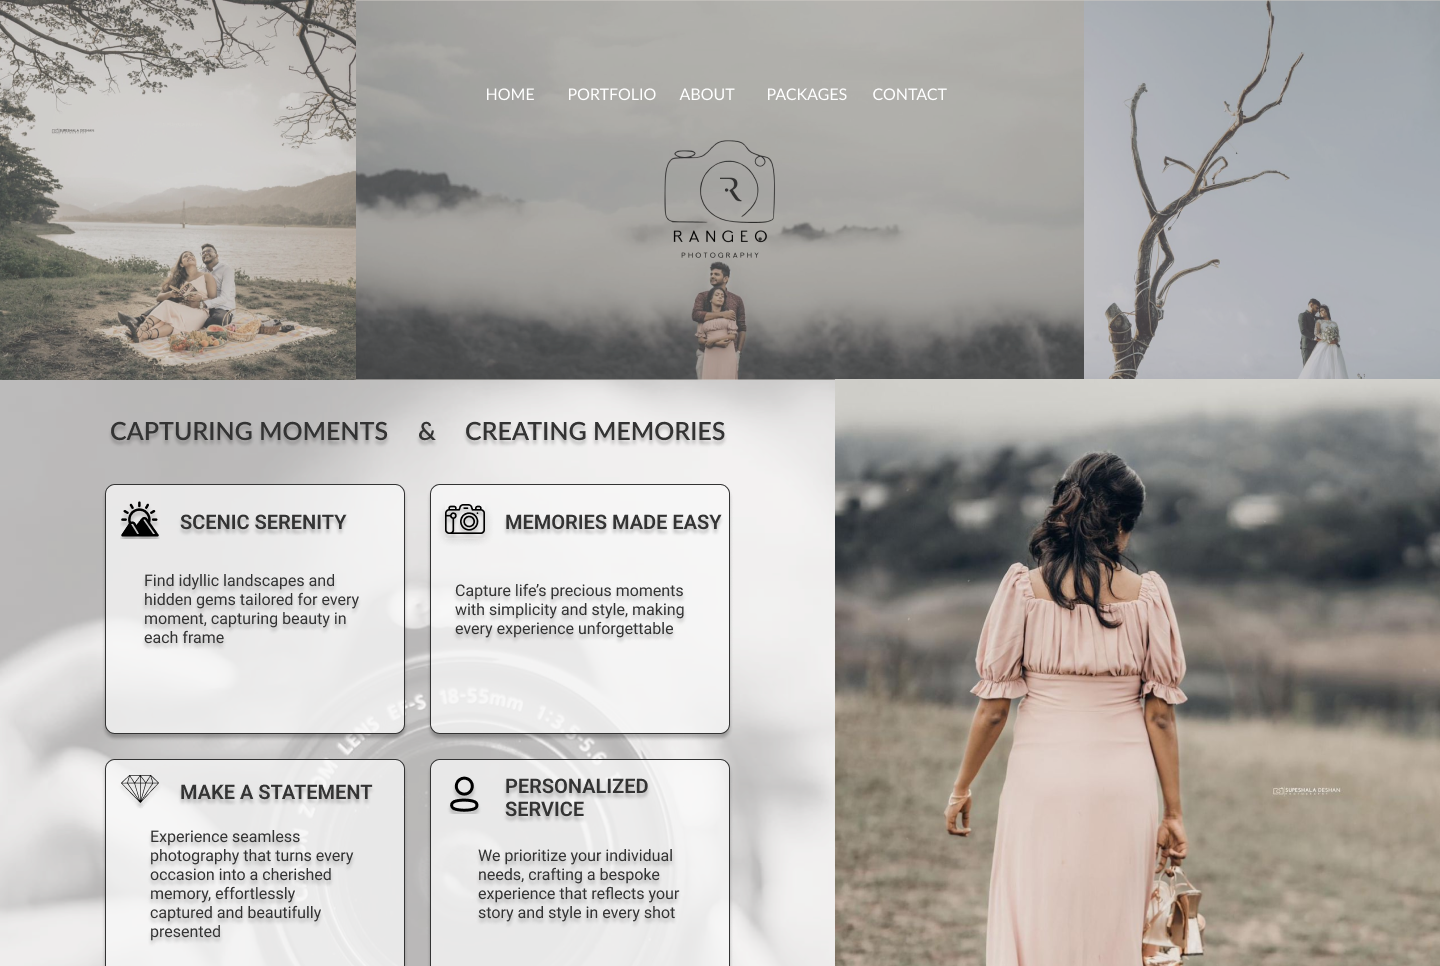 HOME PORTFOLIO ABOUT PACKAGES CONTACT
SUPESHALA DESHAN
R
RANGEO
PHOTOGRAPHY
CAPTURING MOMENTS & CREATING MEMORIES
SCENIC SERENITY
Find idyllic landscapes and
hidden gems tailored for every
moment, capturing beauty in
each frame
MEMORIES MADE EASY
Capture life’s precious moments
with simplicity and style, making
every experience unforgettable
LENS EF-S 18-55mm 1:3.5-5.6
MAKE A STATEMENT
Experience seamless
photography that turns every
occasion into a cherished
memory, effortlessly
captured and beautifully
presented
PERSONALIZED
SERVICE
We prioritize your individual
needs, crafting a bespoke
experience that reflects your
story and style in every shot
SUPESHALA DESHAN